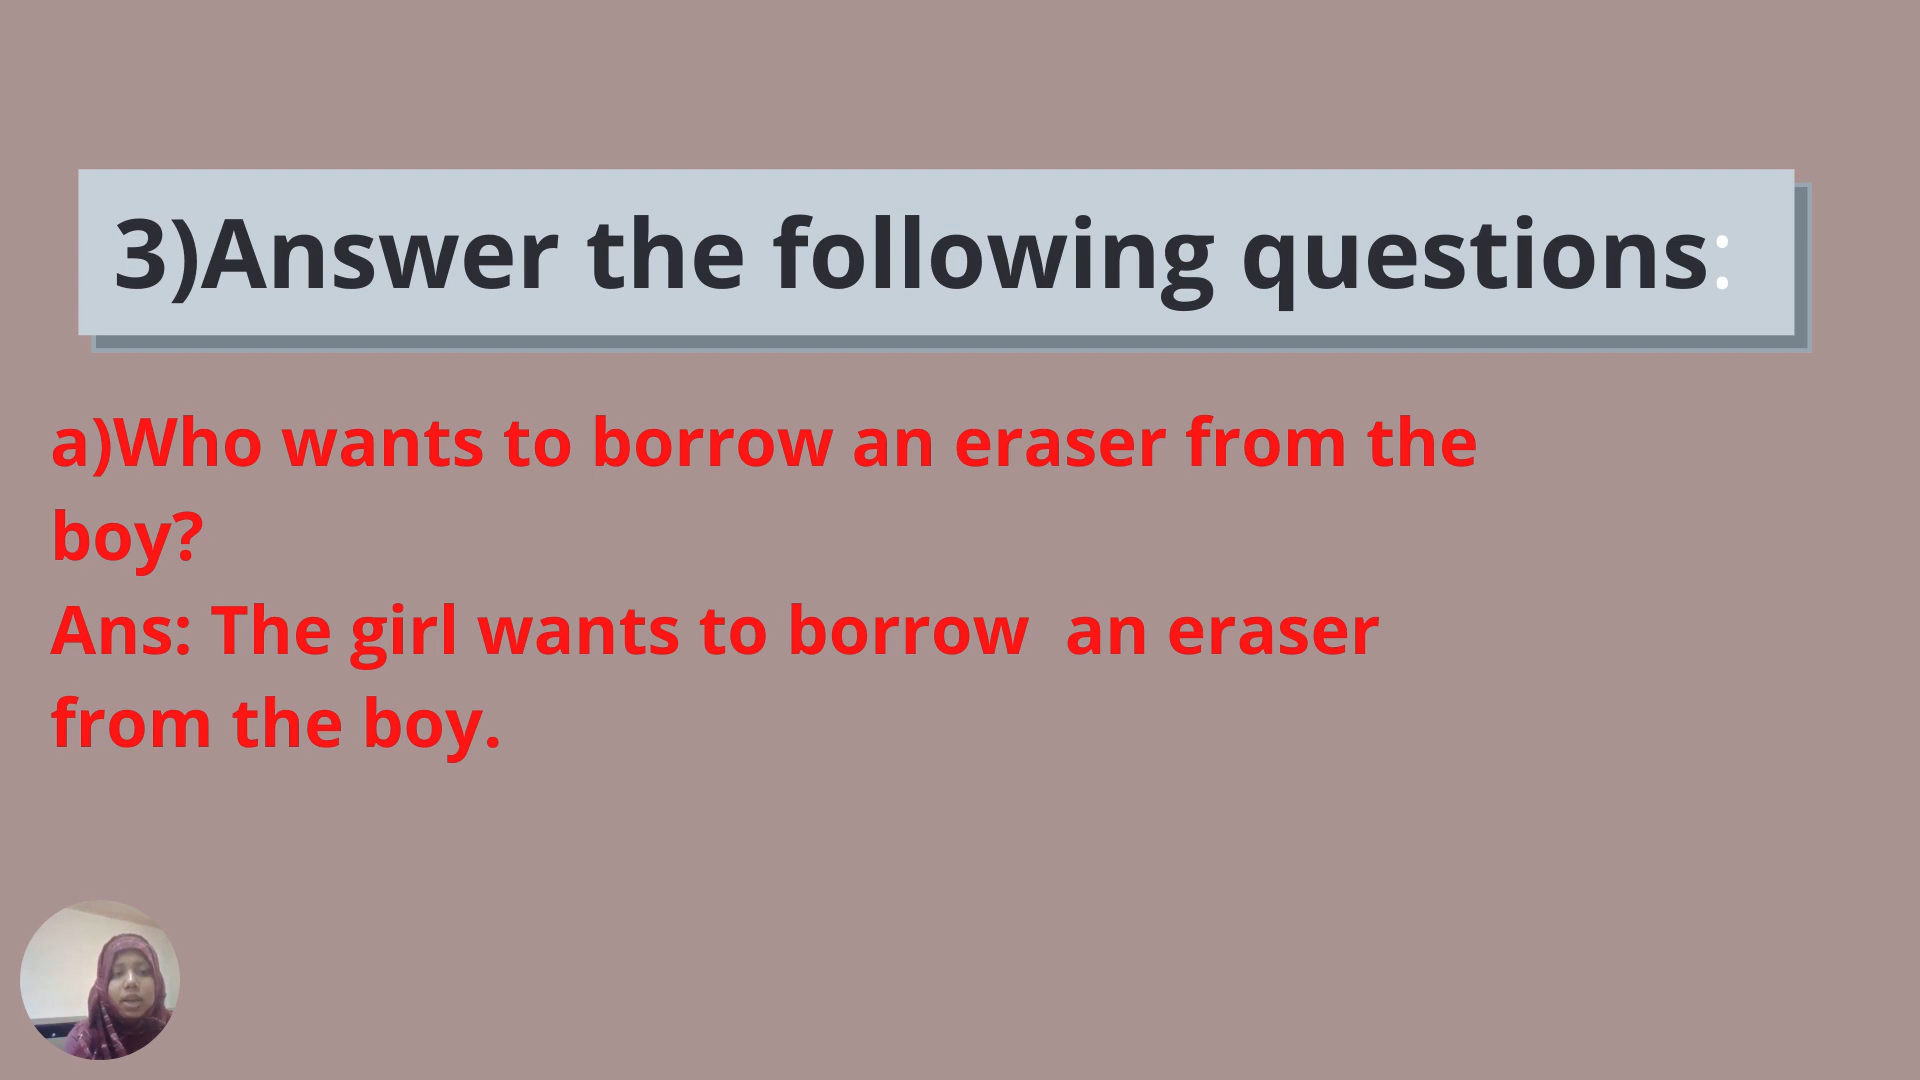 3)Answer the following questions:
a)Who wants to borrow an eraser from the
boy?
Ans: The girl wants to borrow  an eraser
from the boy.